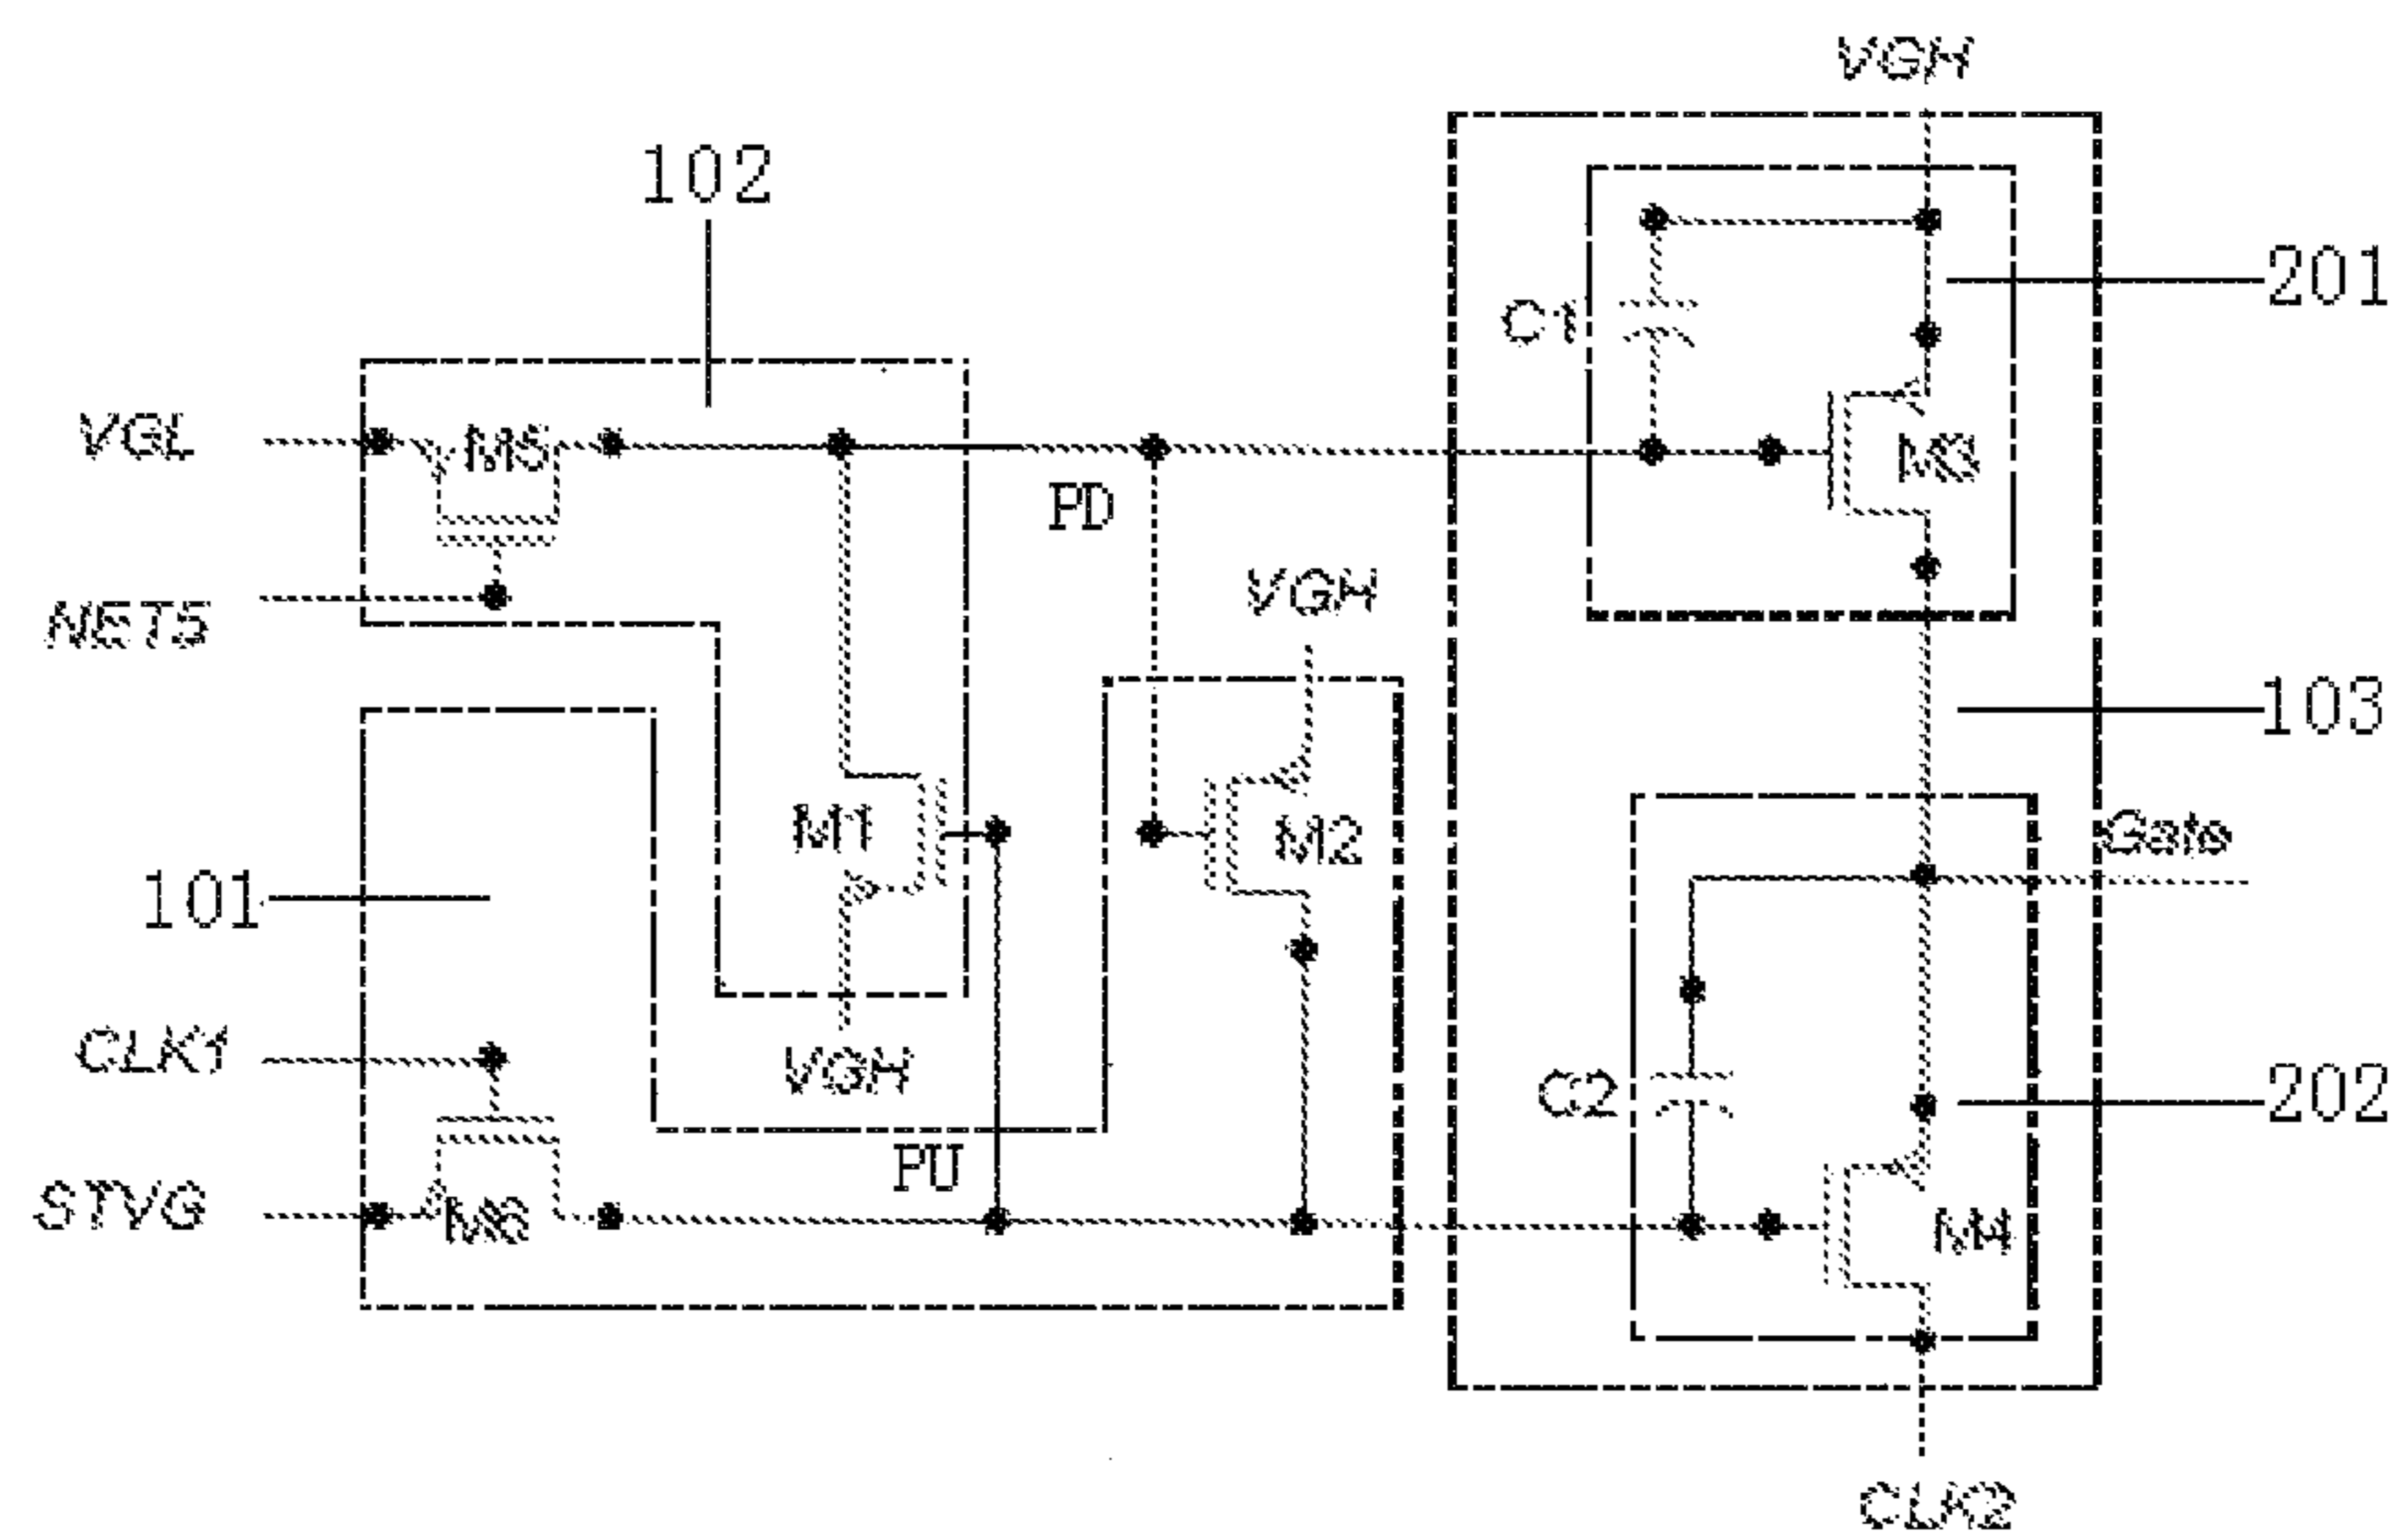 VGH
102
201
C1
VGL
M5
M3
PD
NET5
VGH
103
M1
M2
Gate
101
CLK1
VGH
C2
202
PU
STVG
M6
M4
CLK2